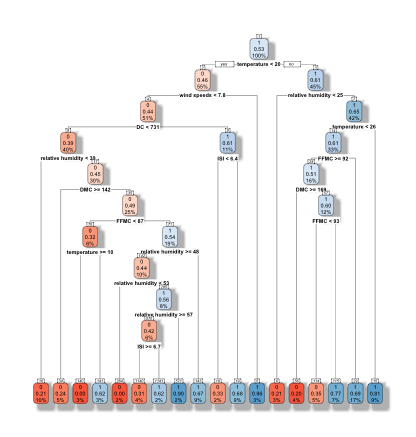 1
0.53
100%
yes temperature < 20 no
0
0.46
55%
1
0.61
45%
wind speeds < 7.8
relative humidity < 25
0
0.44
51%
1
0.65
42%
DC < 731
temperature < 26
0
0.39
40%
1
0.61
11%
1
0.61
33%
relative humidity < 39
ISI < 6.4
FFMC >= 92
0
0.45
30%
1
0.51
16%
DMC >= 142
0
0.49
25%
1
0.60
12%
FFMC < 87
FFMC < 93
0
0.32
6%
1
0.54
19%
temperature >= 10
relative humidity >= 48
0
0.44
10%
relative humidity < 53
1
0.56
8%
relative humidity >= 57
0
0.42
6%
ISI >= 6.7
0 0 0 1 0 0 1 1 1 0 1 1 0 0 0 1 1 1
0.21 0.24 0.00 0.62 0.00 0.31 0.62 0.90 0.67 0.33 0.68 0.86 0.21 0.20 0.35 0.77 0.69 0.81
10% 5% 3% 3% 2% 4% 2% 2% 9% 2% 9% 3% 3% 4% 5% 7% 17% 9%